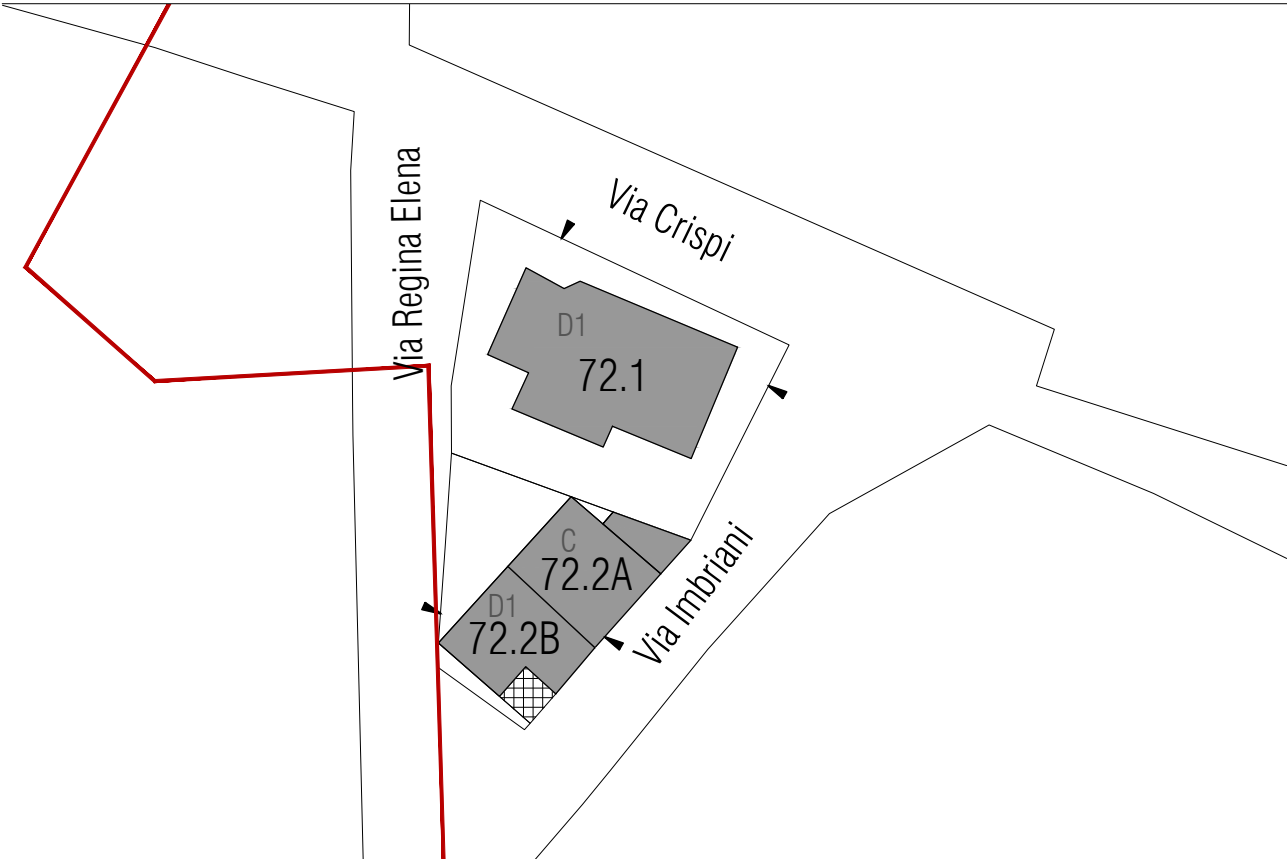 Via Regina Elena
Via Crispi
D1
72.1
C
72.2A
D1
72.2B
Via Imbriani